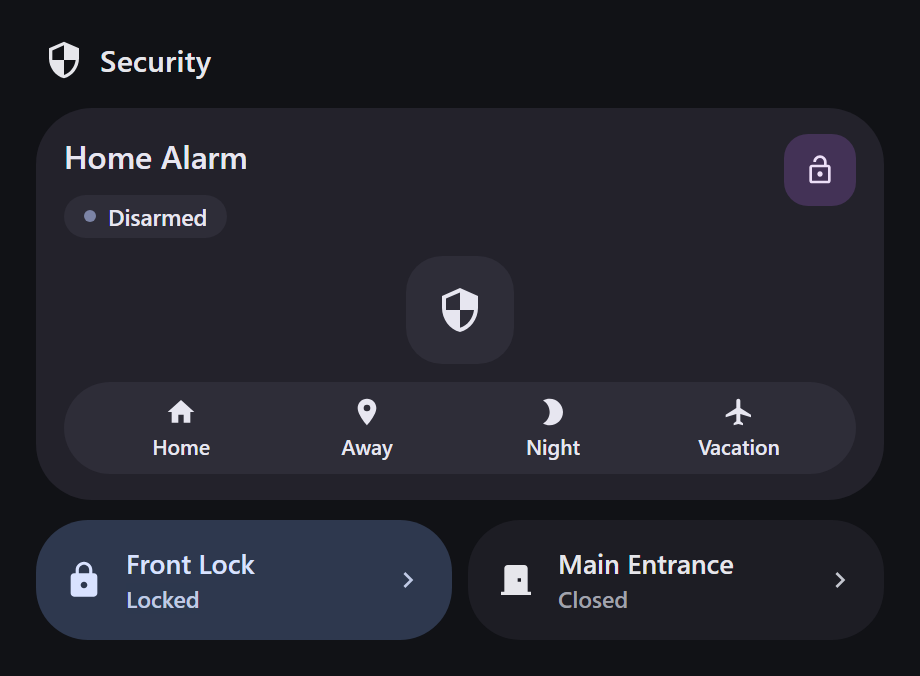 Security
Home Alarm
Disarmed
Home
Away
Night
Vacation
Front Lock
Locked
Main Entrance
Closed